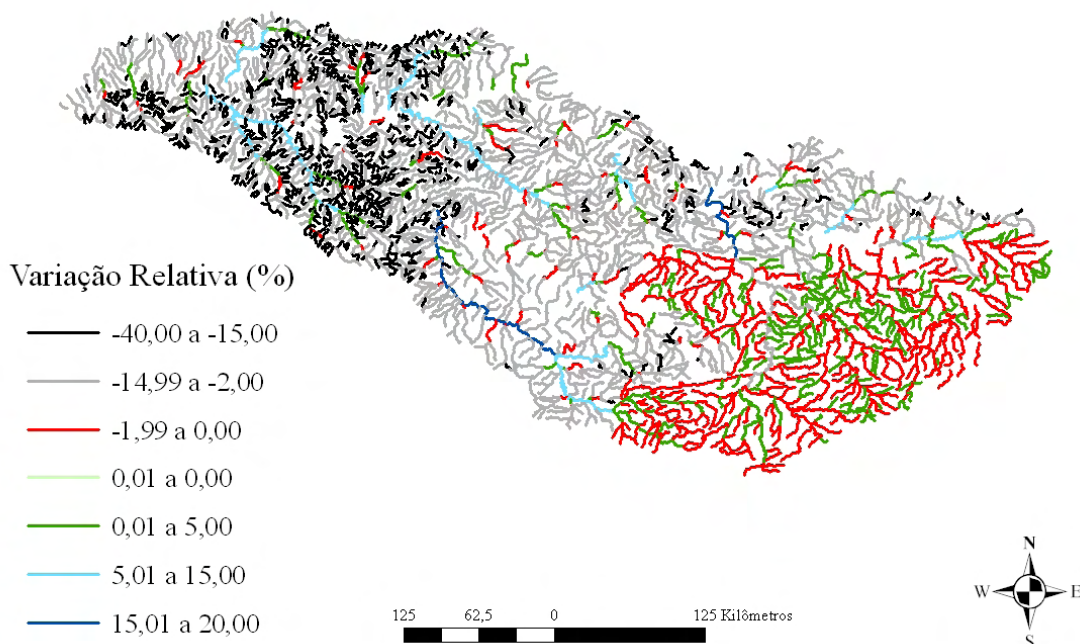 Variação Relativa (%)
-40,00 a -15,00
-14,99 a -2,00
-1,99 a 0,00
0,01 a 0,00
0,01 a 5,00
5,01 a 15,00
15,01 a 20,00
125 62,5 0 125 Kilômetros
N
W E
S